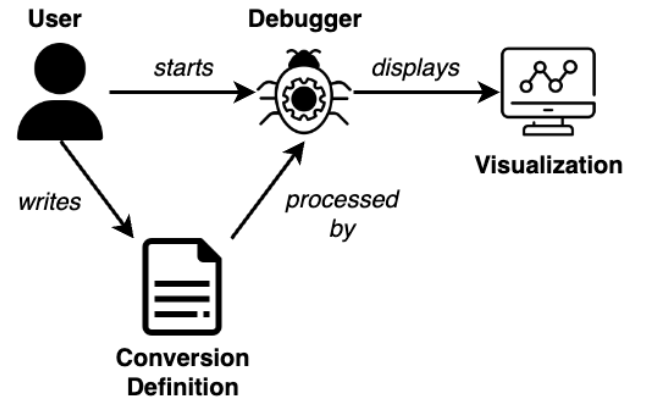 User
Debugger
starts
displays
Visualization
writes
processed
by
Conversion
Definition